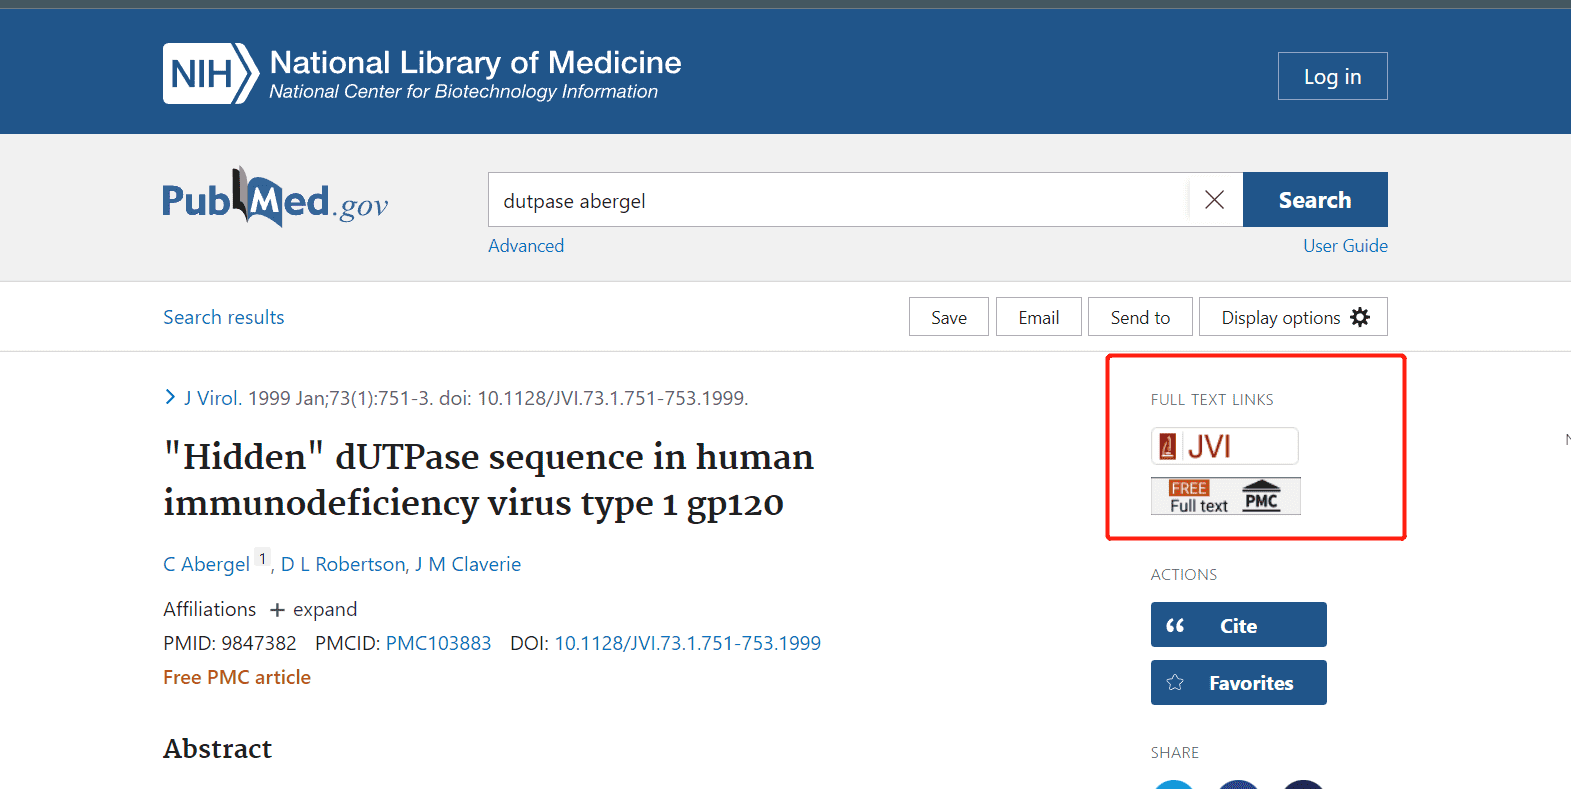 NIH National Library of Medicine
National Center for Biotechnology Information
Log in
PubMed.gov
dutpase abergel
Search
Advanced
User Guide
Search results
Save
Email
Send to
Display options
J Virol. 1999 Jan;73(1):751-3. doi: 10.1128/JVI.73.1.751-753.1999.
"Hidden" dUTPase sequence in human
immunodeficiency virus type 1 gp120
C Abergel 1, D L Robertson, J M Claverie
Affiliations + expand
PMID: 9847382 PMCID: PMC103883 DOI: 10.1128/JVI.73.1.751-753.1999
Free PMC article
Abstract
FULL TEXT LINKS
JVI
FREE
Full text PMC
ACTIONS
Cite
Favorites
SHARE